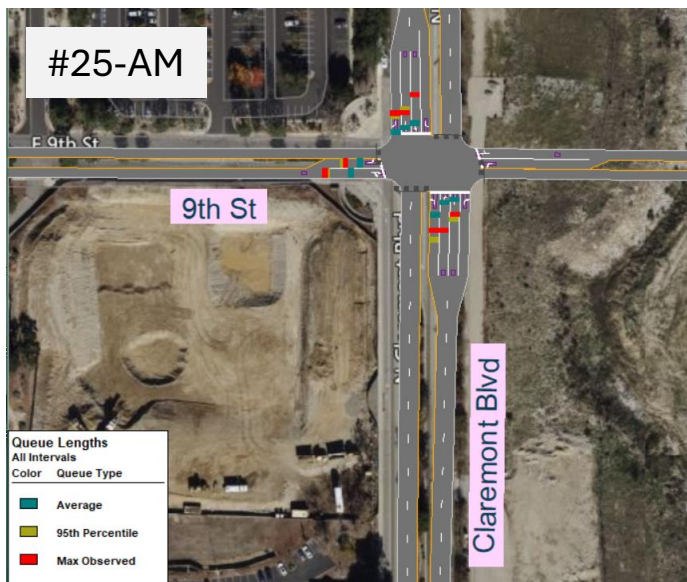 #25-AM
E 9th St
9th St
N Claremont Blvd
Claremont Blvd
Queue Lengths
All Intervals
Color Queue Type
Average
95th Percentile
Max Observed